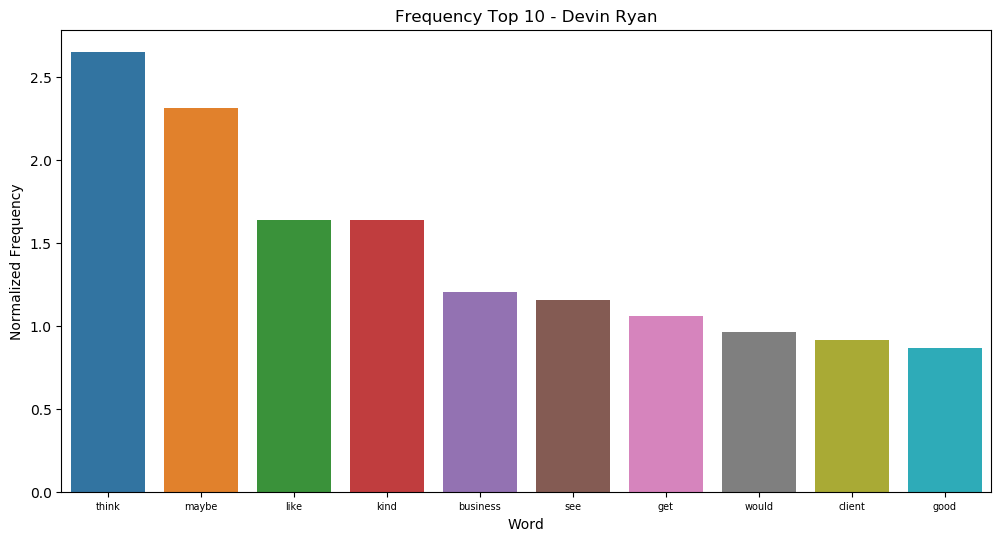 Frequency Top 10 - Devin Ryan
Normalized Frequency
2.5
2.0
1.5
1.0
0.5
0.0
think maybe like kind business see get would client good
Word